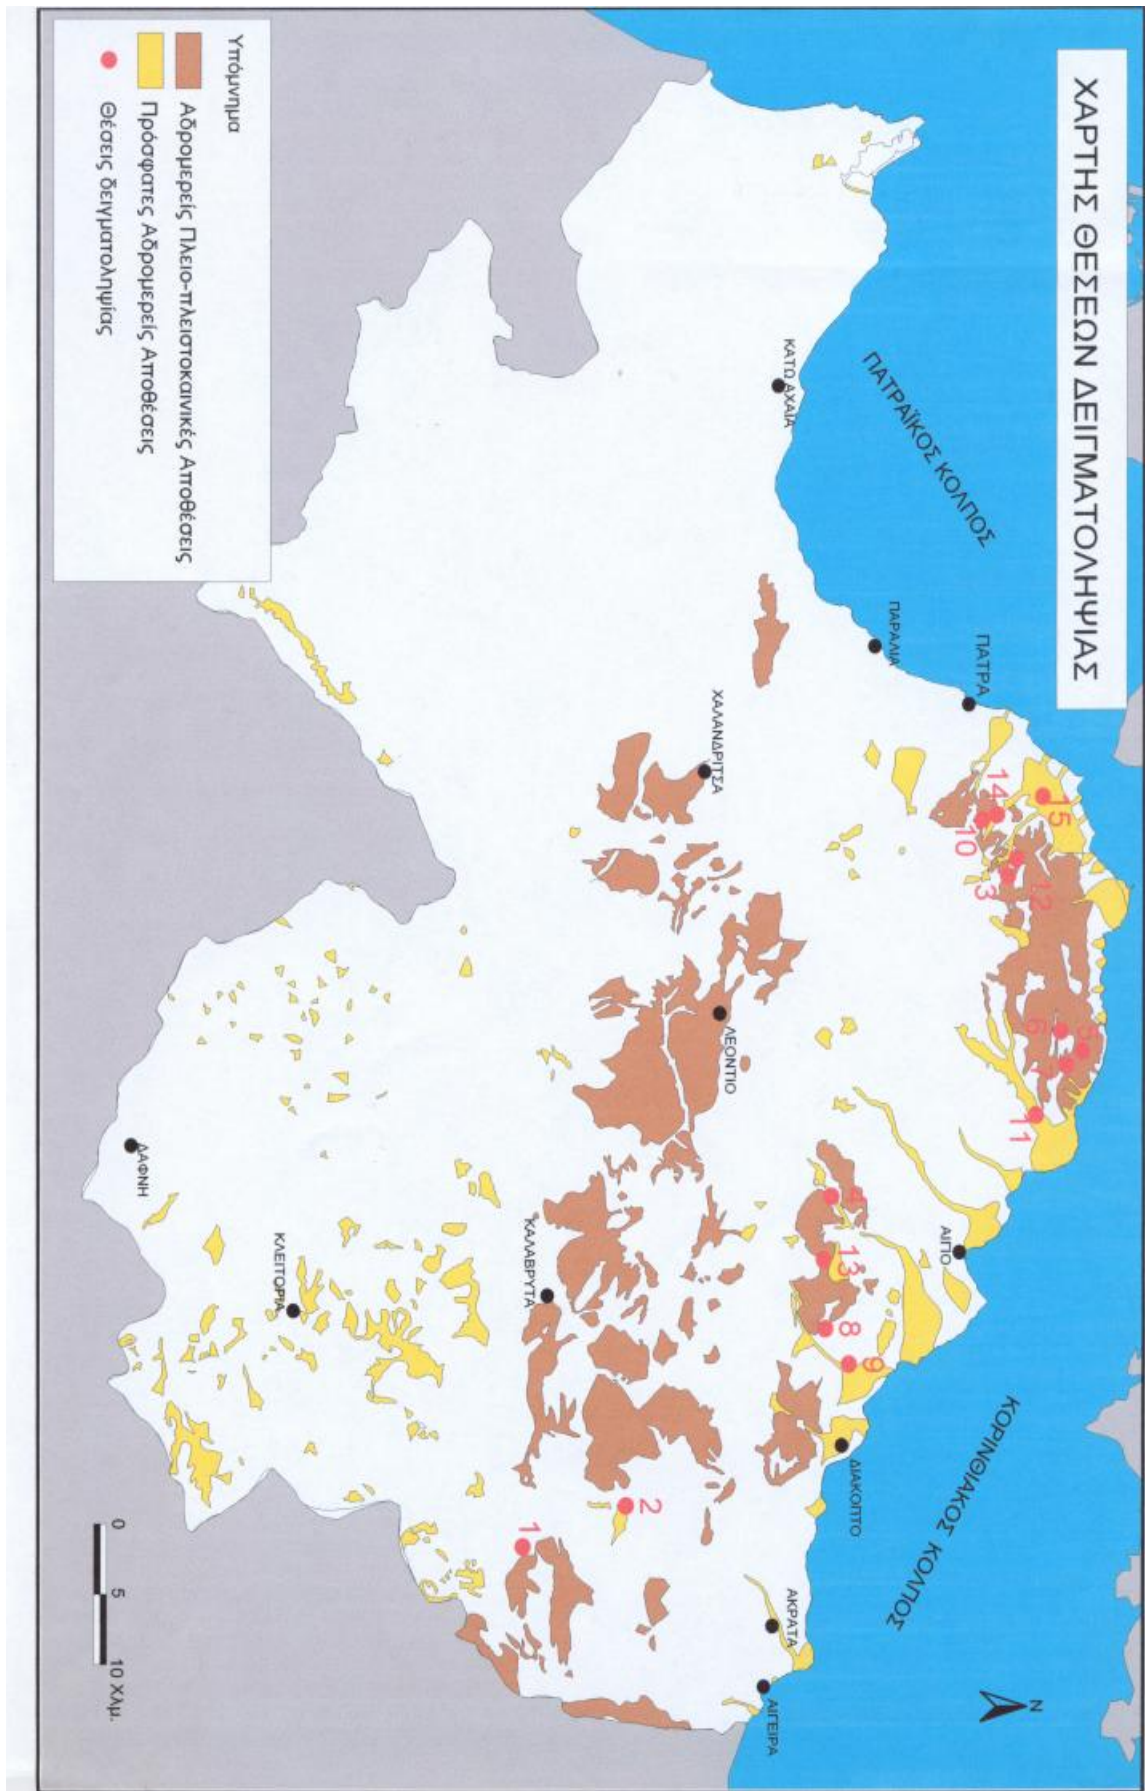 ΧΑΡΤΗΣ ΘΕΣΕΩΝ ΔΕΙΓΜΑΤΟΛΗΨΙΑΣ
ΠΑΤΡΑΪΚΟΣ ΚΟΛΠΟΣ
ΚΟΡΙΝΘΙΑΚΟΣ ΚΟΛΠΟΣ
N
ΚΑΤΩ ΑΧΑΙΑ
ΠΑΡΑΛΙΑ
ΠΑΤΡΑ
15
14
10
12
3
6
5
7
11
ΧΑΛΑΝΔΡΙΤΣΑ
ΛΕΟΝΤΙΟ
ΑΙΓΙΟ
4
13
8
9
ΔΙΑΚΟΠΤΟ
ΑΚΡΑΤΑ
ΑΙΓΕΙΡΑ
ΚΑΛΑΒΡΥΤΑ
2
1
ΚΛΕΙΤΟΡΙΑ
ΔΑΦΝΗ
Υπόμνημα
Αδρομερείς Πλειο-πλειστοκαινικές Αποθέσεις
Πρόσφατες Αδρομερείς Αποθέσεις
Θέσεις δειγματοληψίας
0 5 10 Χλμ.